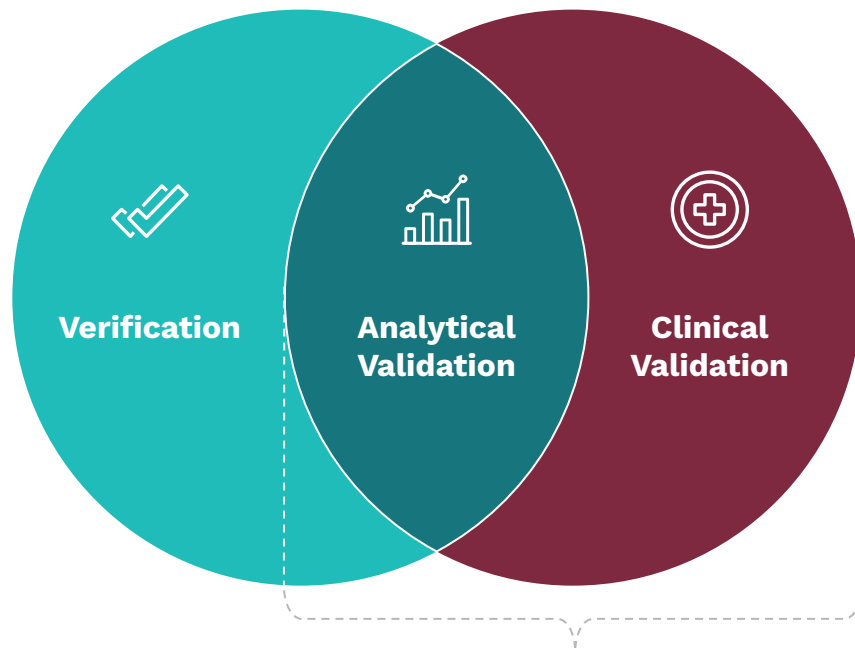 Verification
Analytical
Validation
Clinical
Validation